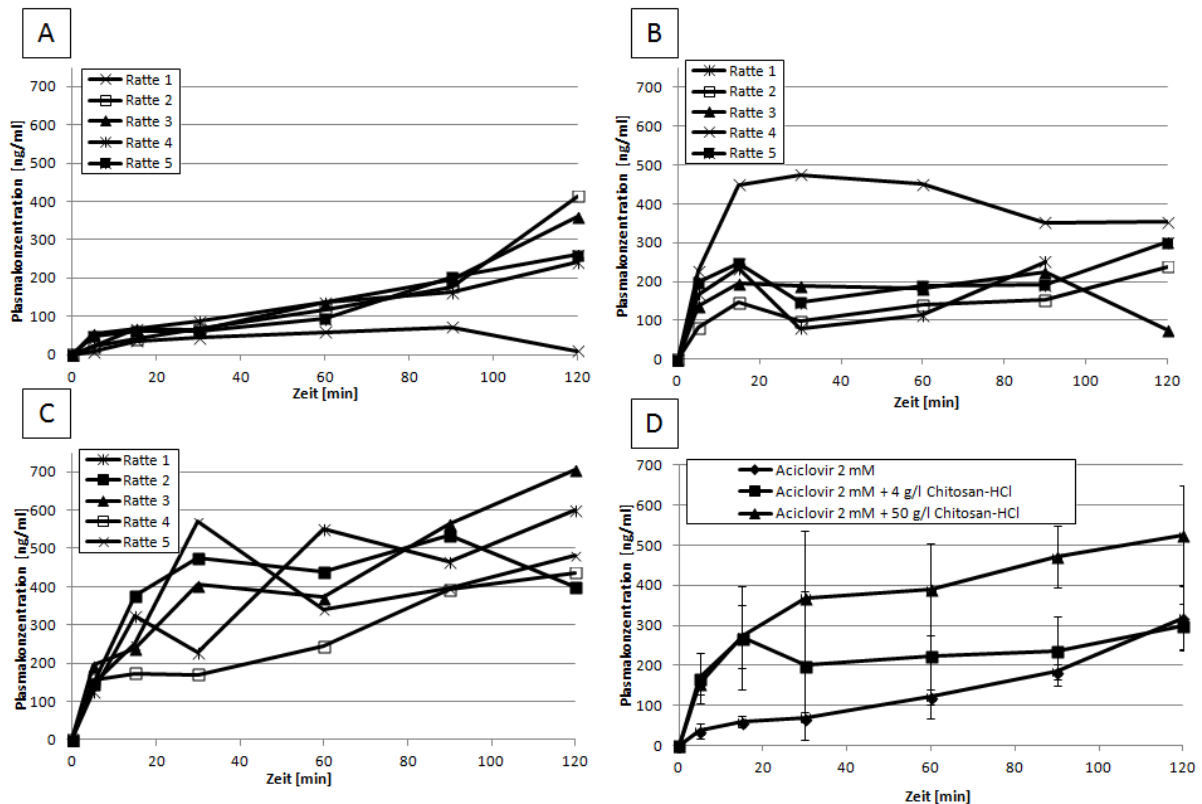 A
Plasmakonzentration [ng/ml]
700
600
500
400
300
200
100
0
Ratte 1
Ratte 2
Ratte 3
Ratte 4
Ratte 5
0 20 40 60 80 100 120
Zeit [min]
B
Plasmakonzentration [ng/ml]
700
600
500
400
300
200
100
0
Ratte 1
Ratte 2
Ratte 3
Ratte 4
Ratte 5
0 20 40 60 80 100 120
Zeit [min]
C
Plasmakonzentration [ng/ml]
700
600
500
400
300
200
100
0
Ratte 1
Ratte 2
Ratte 3
Ratte 4
Ratte 5
0 20 40 60 80 100 120
Zeit [min]
D
Plasmakonzentration [ng/ml]
700
600
500
400
300
200
100
0
Aciclovir 2 mM
Aciclovir 2 mM + 4 g/l Chitosan-HCl
Aciclovir 2 mM + 50 g/l Chitosan-HCl
0 20 40 60 80 100 120
Zeit [min]